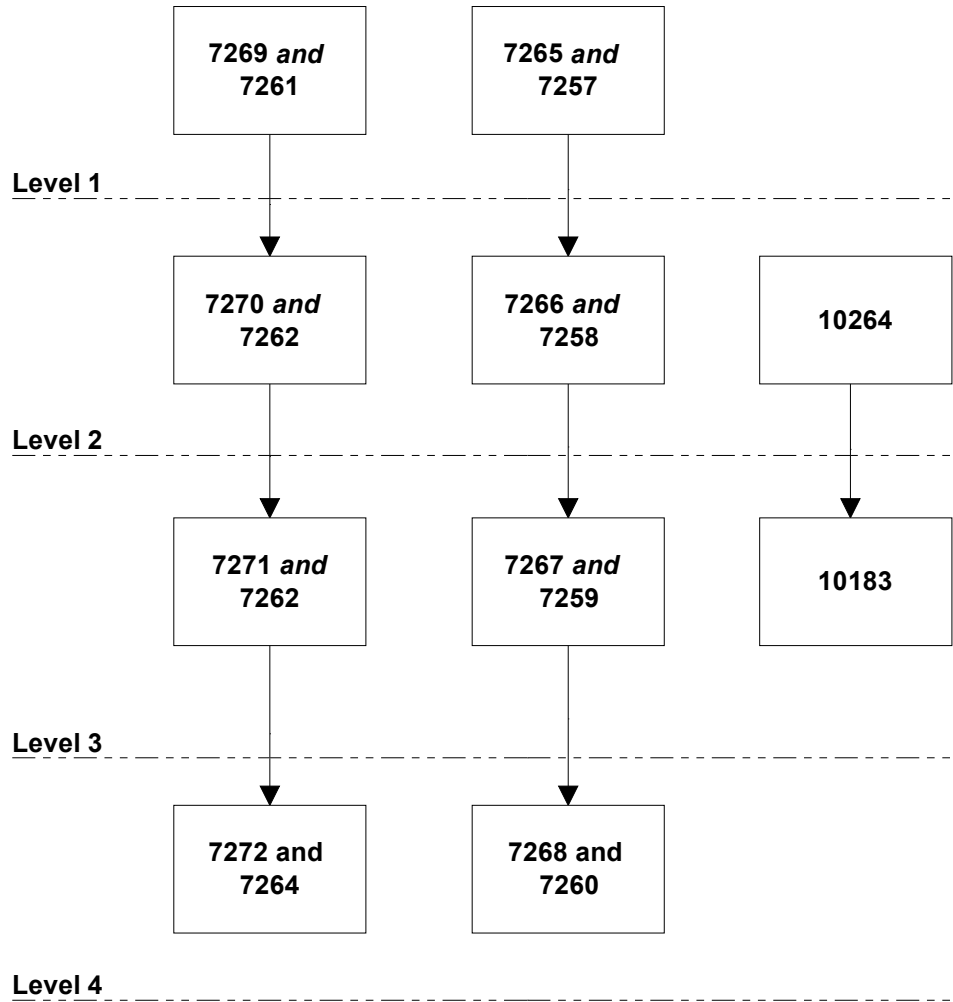 7269 and
7261
7265 and
7257
Level 1
7270 and
7262
7266 and
7258
10264
Level 2
7271 and
7262
7267 and
7259
10183
Level 3
7272 and
7264
7268 and
7260
Level 4